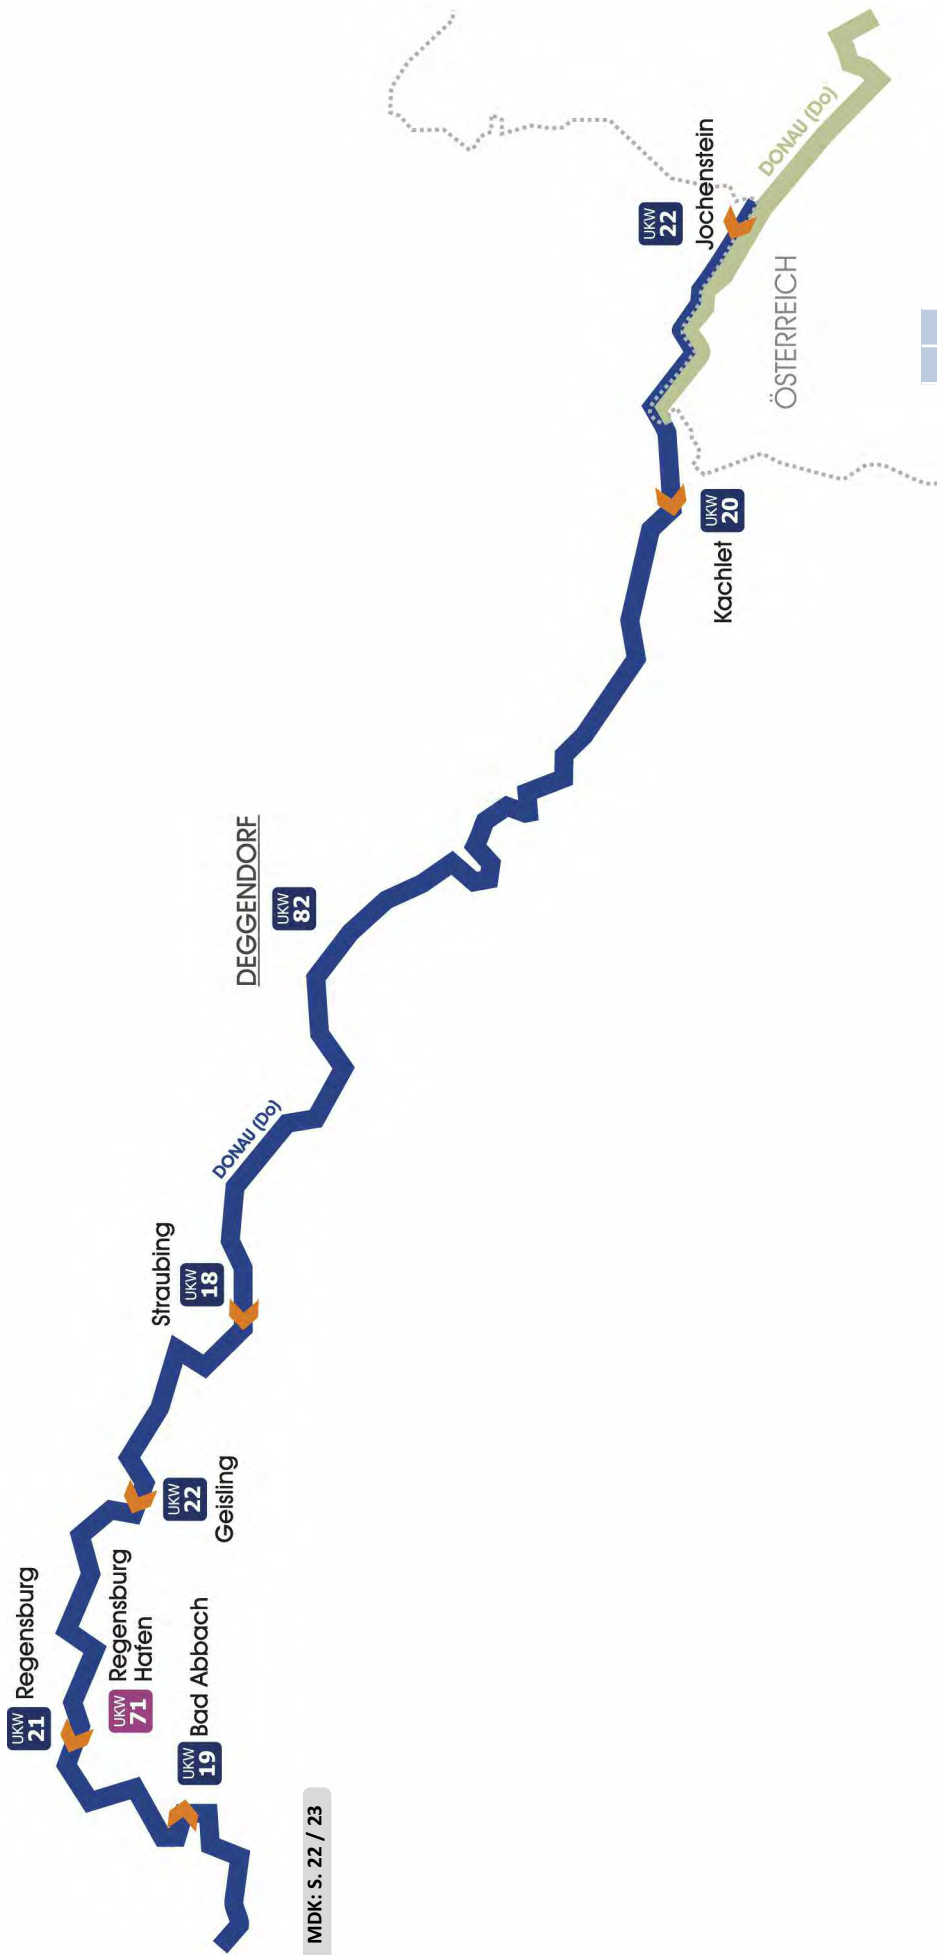 UKW
21
Regensburg
UKW
71
Regensburg
Hafen
UKW
19
Bad Abbach
MDK: S. 22 / 23
UKW
22
Geisling
Straubing
UKW
18
DONAU (Do)
DEGGENDORF
UKW
82
Kachlet
UKW
20
UKW
22
Jochenstein
DONAU (Do)
ÖSTERREICH